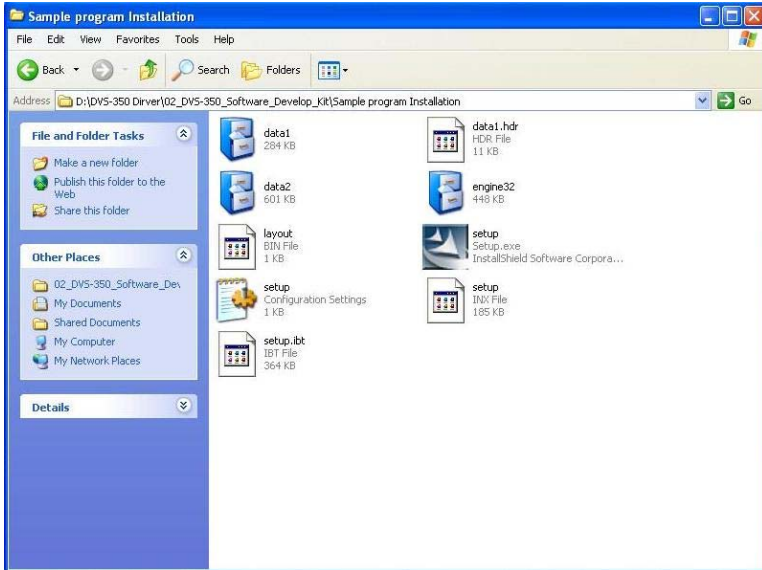 Sample program Installation
File Edit View Favorites Tools Help
Back Search Folders
Address D:\DVS-350 Dirver\02_DVS-350_Software_Develop_Kit\Sample program Installation Go
File and Folder Tasks
Make a new folder
Publish this folder to the
Web
Share this folder
Other Places
02_DVS-350_Software_Dev
My Documents
Shared Documents
My Computer
My Network Places
Details
data1
284 KB
data1.hdr
HDR File
11 KB
data2
601 KB
engine32
448 KB
layout
BIN File
1 KB
setup
Setup.exe
InstallShield Software Corpora...
setup
Configuration Settings
1 KB
setup
INX File
185 KB
setup.ibt
IBT File
364 KB